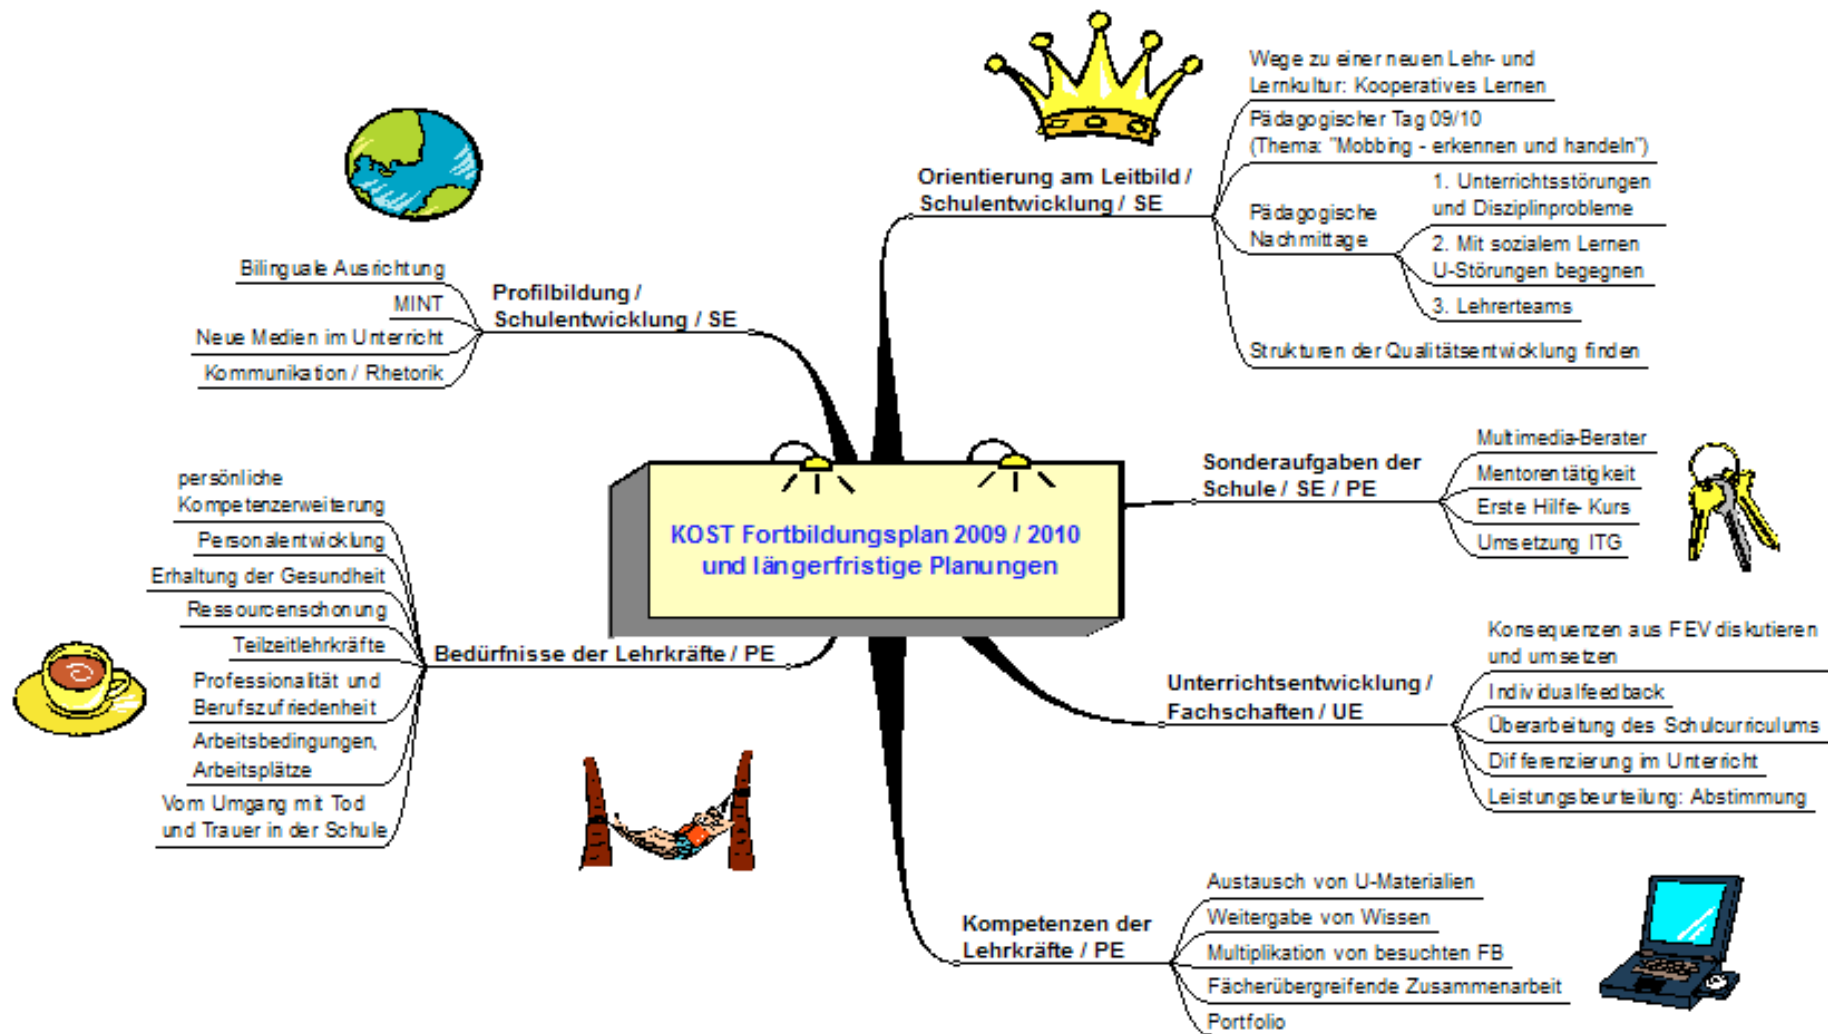 KOST Fortbildungsplan 2009 / 2010
und längerfristige Planungen
Orientierung am Leitbild /
Schulentwicklung / SE
Wege zu einer neuen Lehr- und
Lernkultur: Kooperatives Lernen
Pädagogischer Tag 09/10
(Thema: "Mobbing - erkennen und handeln")
Pädagogische
Nachmittage
1. Unterrichtsstörungen
und Disziplinprobleme
2. Mit sozialem Lernen
U-Störungen begegnen
3. Lehrerteams
Strukturen der Qualitätsentwicklung finden
Sonderaufgaben der
Schule / SE / PE
Multimedia-Berater
Mentorentätigkeit
Erste Hilfe- Kurs
Umsetzung ITG
Unterrichtsentwicklung /
Fachschaften / UE
Konsequenzen aus FEV diskutieren
und umsetzen
Individualfeedback
Überarbeitung des Schulcurriculums
Differenzierung im Unterricht
Leistungsbeurteilung: Abstimmung
Kompetenzen der
Lehrkräfte / PE
Austausch von U-Materialien
Weitergabe von Wissen
Multiplikation von besuchten FB
Fächerübergreifende Zusammenarbeit
Portfolio
Profilbildung /
Schulentwicklung / SE
Bilinguale Ausrichtung
MINT
Neue Medien im Unterricht
Kommunikation / Rhetorik
Bedürfnisse der Lehrkräfte / PE
persönliche
Kompetenzerweiterung
Personalentwicklung
Erhaltung der Gesundheit
Ressourcenschonung
Teilzeitlehrkräfte
Professionalität und
Berufszufriedenheit
Arbeitsbedingungen,
Arbeitsplätze
Vom Umgang mit Tod
und Trauer in der Schule